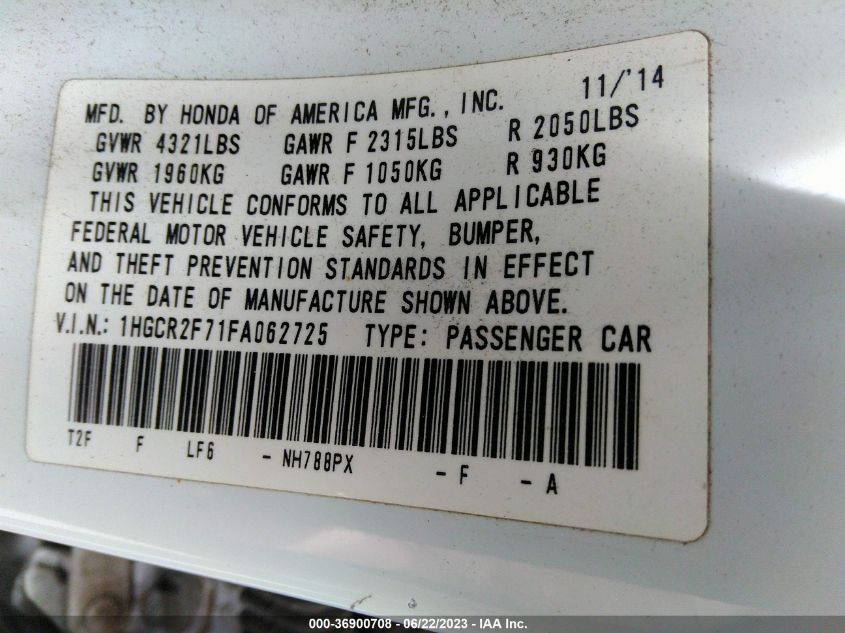 11/'14
MFD. BY HONDA OF AMERICA MFG., INC.
GVWR 4321LBS GAWR F 2315LBS R 2050LBS
GVWR 1960KG GAWR F 1050KG R 930KG
THIS VEHICLE CONFORMS TO ALL APPLICABLE
FEDERAL MOTOR VEHICLE SAFETY, BUMPER,
AND THEFT PREVENTION STANDARDS IN EFFECT
ON THE DATE OF MANUFACTURE SHOWN ABOVE.
V.I.N.: 1HGCR2F71FA062725 TYPE: PASSENGER CAR
T2F F LF6 - NH788PX - F - A
000-36900708 - 06/22/2023 - IAA Inc.